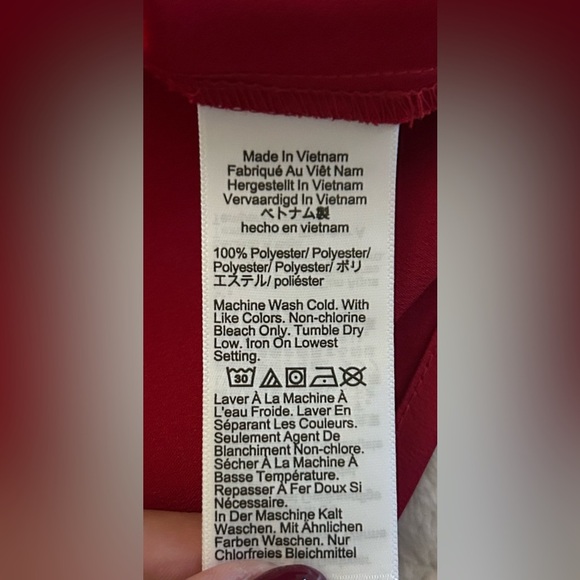 Made In Vietnam
Fabriqué Au Viêt Nam
Hergestellt In Vietnam
Vervaardigd In Vietnam
ベトナム製
hecho en vietnam
100% Polyester/ Polyester/
Polyester/ Polyester/ ポリ
エステル/ poliéster
Machine Wash Cold. With
Like Colors. Non-chlorine
Bleach Only. Tumble Dry
Low. Iron On Lowest
Setting.
30
Laver À La Machine À
L'eau Froide. Laver En
Séparant Les Couleurs.
Seulement Agent De
Blanchiment Non-chlore.
Sécher À La Machine À
Basse Température.
Repasser À Fer Doux Si
Nécessaire.
In Der Maschine Kalt
Waschen. Mit Ähnlichen
Farben Waschen. Nur
Chlorfreies Bleichmittel